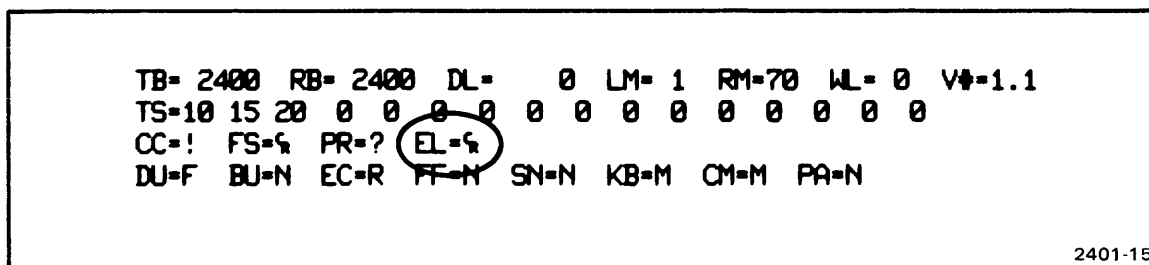 TB= 2400 RB= 2400 DL= 0 LM= 1 RM=70 WL= 0 V#=1.1
TS=10 15 20 0 0 0 0 0 0 0 0 0 0 0 0 0
CC=! FS=␍ PR=? EL=␍
DU=F BU=N EC=R FF=N SN=N KB=M CM=M PA=N
2401-15